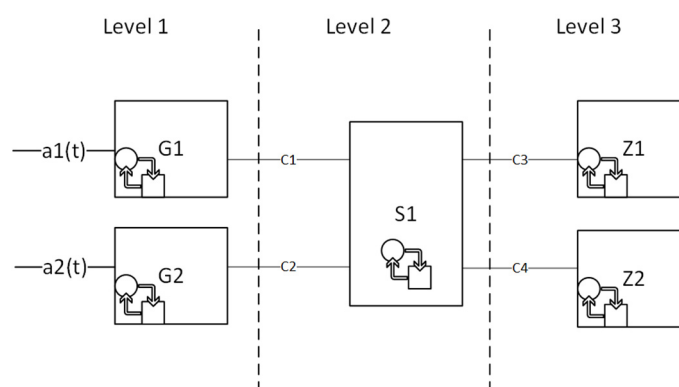 Level 1
Level 2
Level 3
a1(t)
G1
C1
C3
Z1
S1
a2(t)
G2
C2
C4
Z2